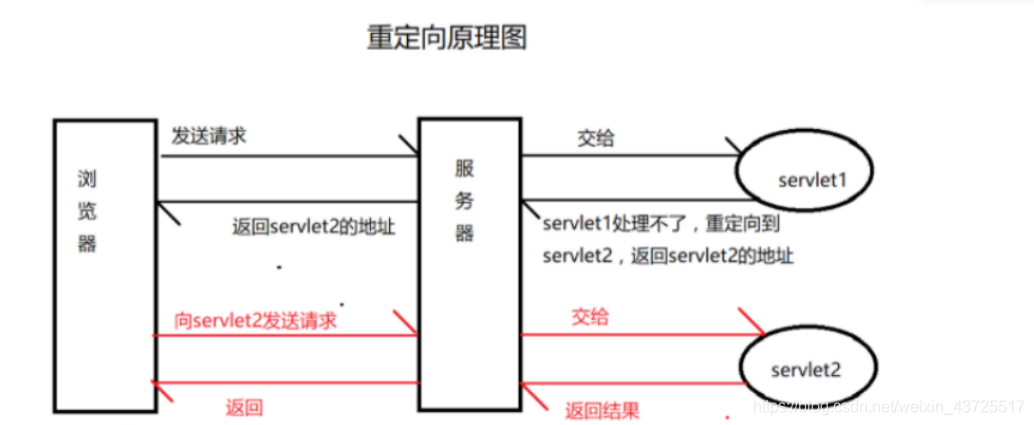 重定向原理图
发送请求
交给
浏览器
服务器
servlet1
返回servlet2的地址
servlet1处理不了，重定向到
servlet2，返回servlet2的地址
向servlet2发送请求
交给
servlet2
返回
返回结果
https://blog.csdn.net/weixin_43725517